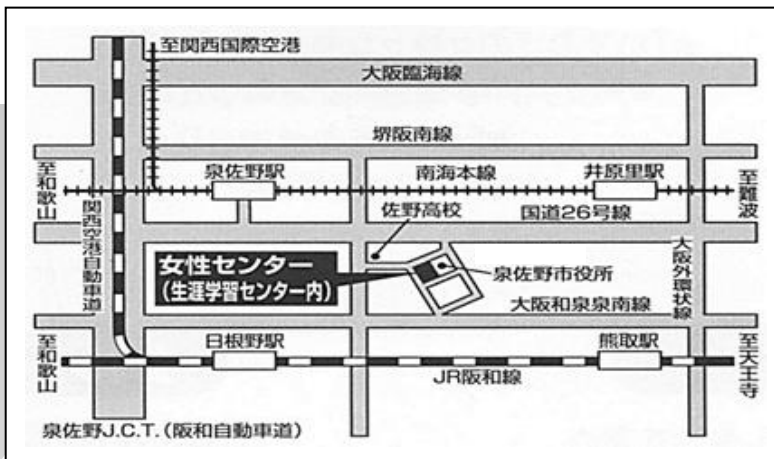 至関西国際空港
大阪臨海線
堺阪南線
至和歌山
泉佐野駅
南海本線
井原里駅
至難波
佐野高校
国道26号線
関西空港自動車道
女性センター
(生涯学習センター内)
泉佐野市役所
大阪外環状線
大阪和泉泉南線
至和歌山
日根野駅
熊取駅
至天王寺
JR阪和線
泉佐野J.C.T.(阪和自動車道)